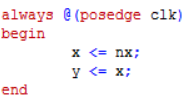 always @(posedge clk)
begin
x <= nx;
y <= x;
end